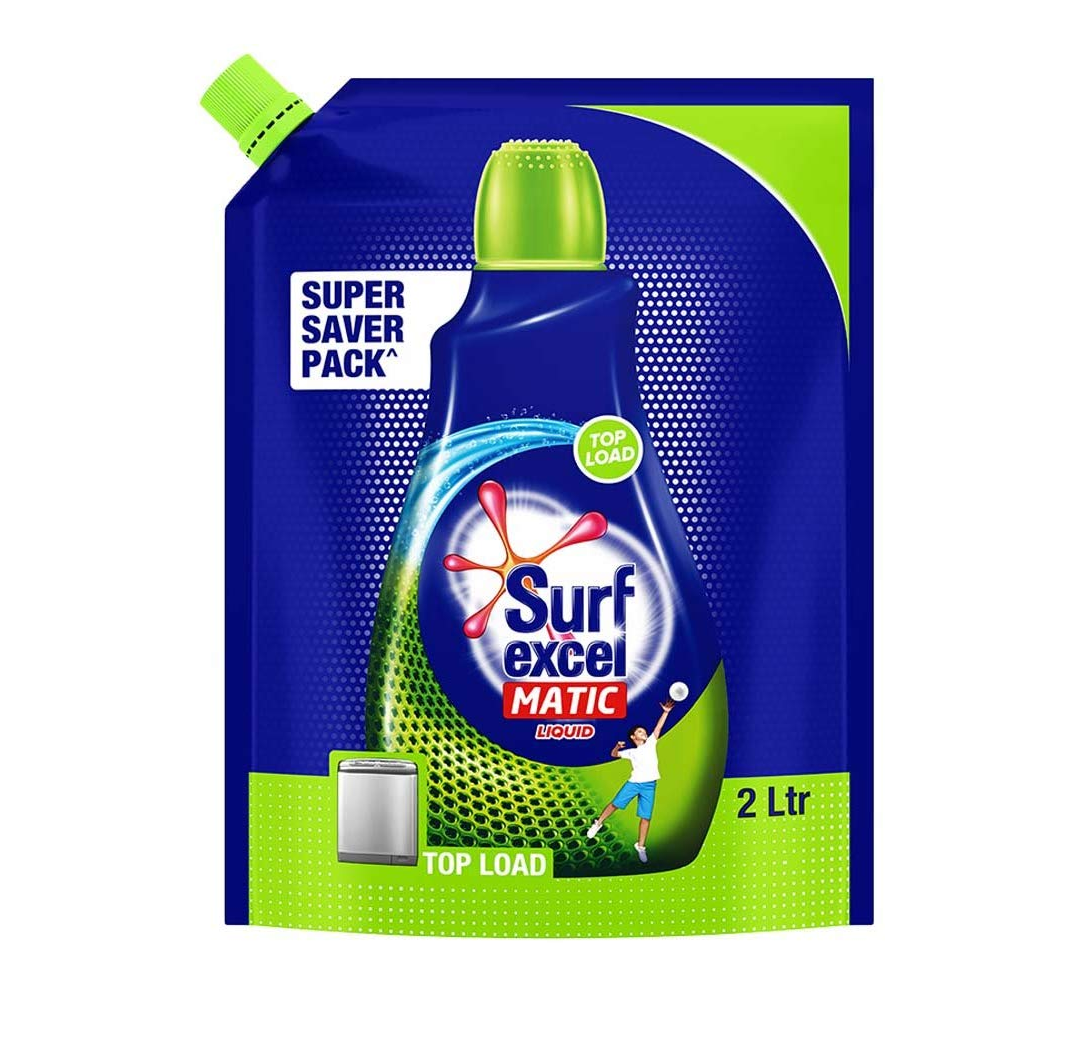 SUPER
SAVER
PACK^
TOP
LOAD
Surf
excel
MATIC
LIQUID
2 Ltr
TOP LOAD